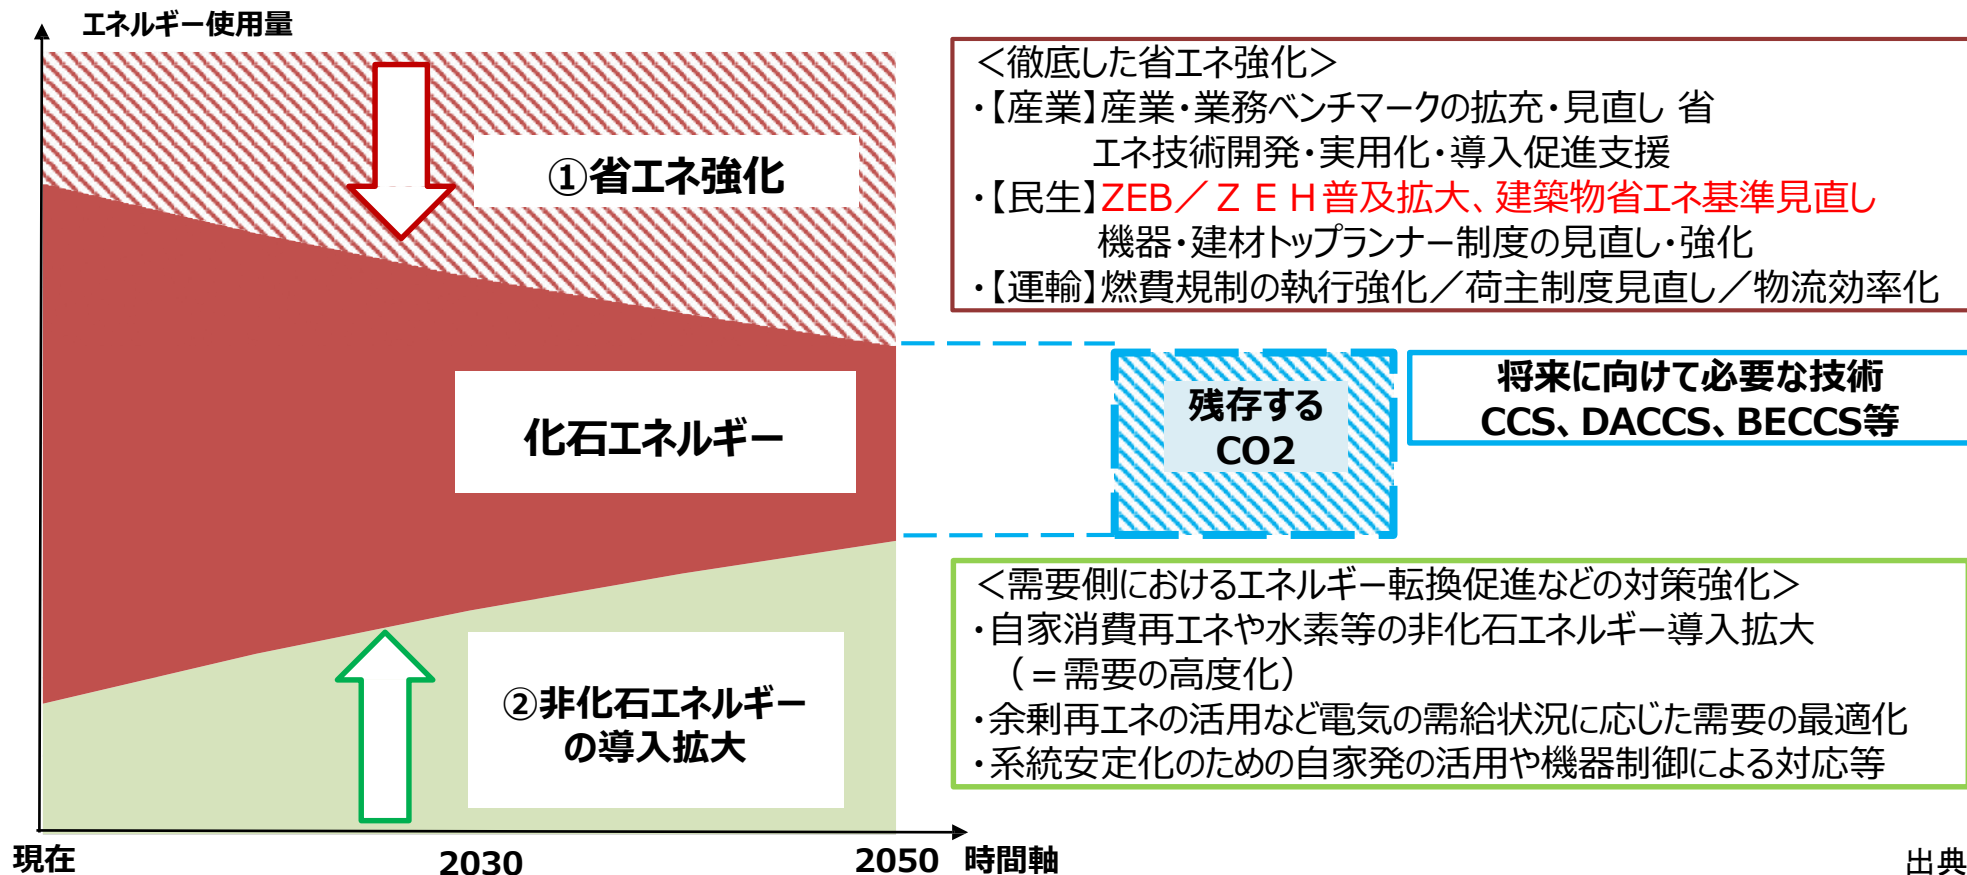 エネルギー使用量
①省エネ強化
化石エネルギー
②非化石エネルギー
の導入拡大
現在
2030
2050
時間軸
＜徹底した省エネ強化＞
・【産業】産業・業務ベンチマークの拡充・見直し 省
エネ技術開発・実用化・導入促進支援
・【民生】ZEB／ＺＥＨ普及拡大、建築物省エネ基準見直し
機器・建材トップランナー制度の見直し・強化
・【運輸】燃費規制の執行強化／荷主制度見直し／物流効率化
残存する
CO2
将来に向けて必要な技術
CCS、DACCS、BECCS等
＜需要側におけるエネルギー転換促進などの対策強化＞
・自家消費再エネや水素等の非化石エネルギー導入拡大
（＝需要の高度化）
・余剰再エネの活用など電気の需給状況に応じた需要の最適化
・系統安定化のための自家発の活用や機器制御による対応等
出典